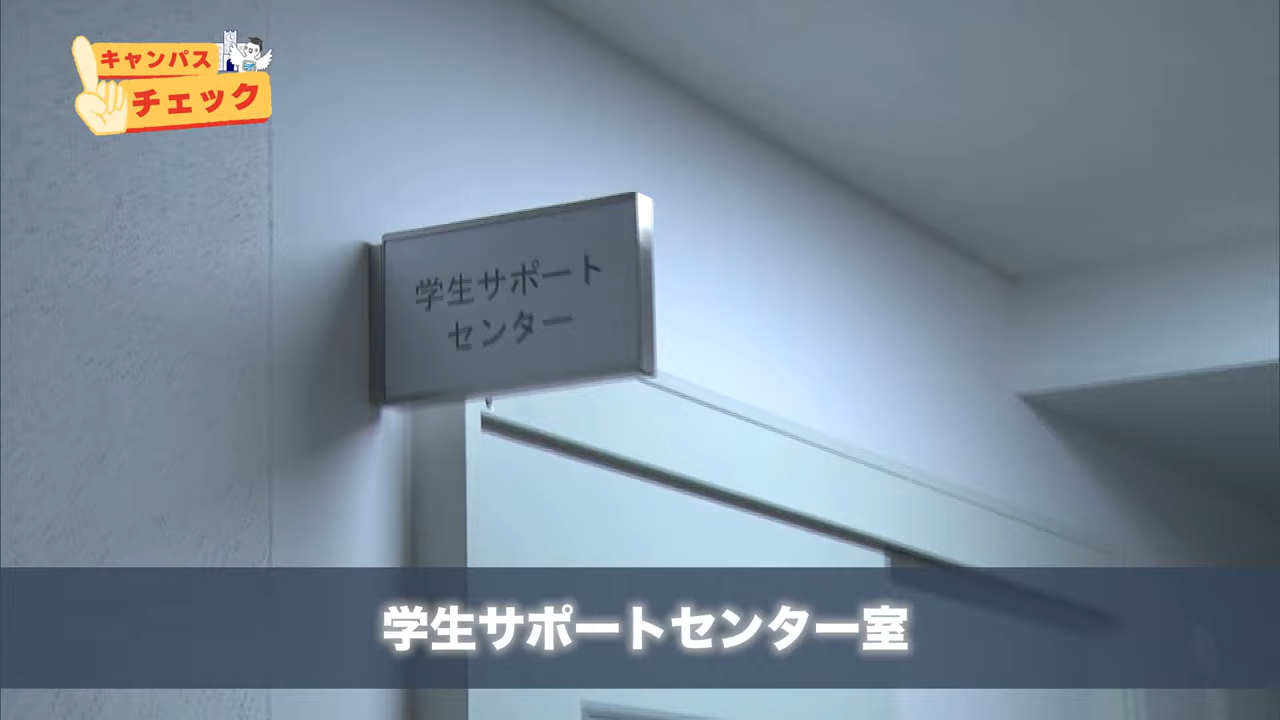 キャンパス
チェック
学生サポート
センター
学生サポートセンター室